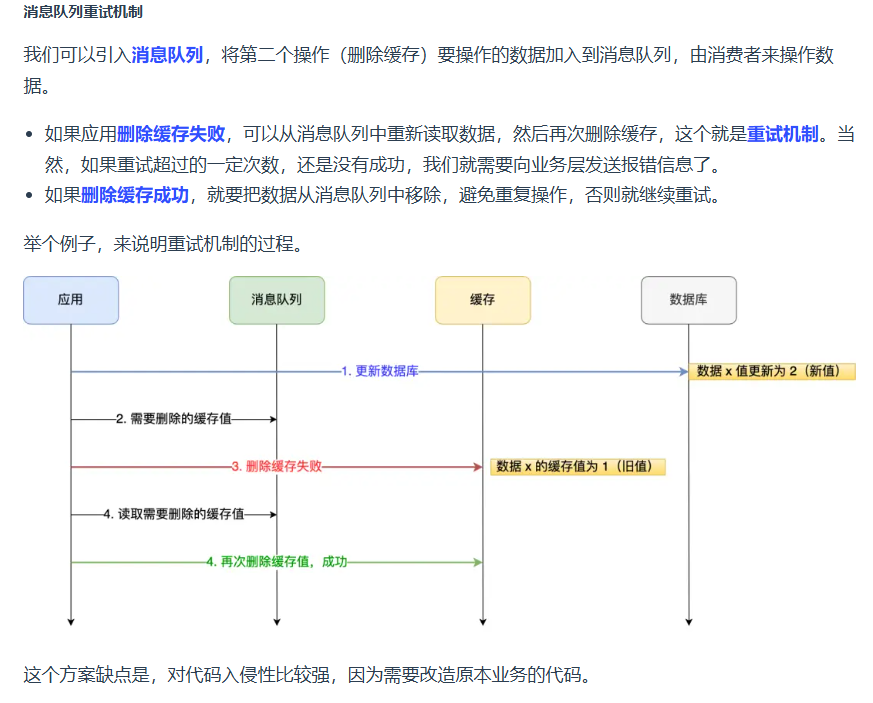 消息队列重试机制
我们可以引入消息队列，将第二个操作（删除缓存）要操作的数据加入到消息队列，由消费者来操作数
据。
如果应用删除缓存失败，可以从消息队列中重新读取数据，然后再次删除缓存，这个就是重试机制。当
然，如果重试超过的一定次数，还是没有成功，我们就需要向业务层发送报错信息了。
如果删除缓存成功，就要把数据从消息队列中移除，避免重复操作，否则就继续重试。
举个例子，来说明重试机制的过程。
应用 消息队列 缓存 数据库
1. 更新数据库 数据 x 值更新为 2（新值）
2. 需要删除的缓存值
3. 删除缓存失败 数据 x 的缓存值为 1（旧值）
4. 读取需要删除的缓存值
4. 再次删除缓存值，成功
这个方案缺点是，对代码入侵性比较强，因为需要改造原本业务的代码。